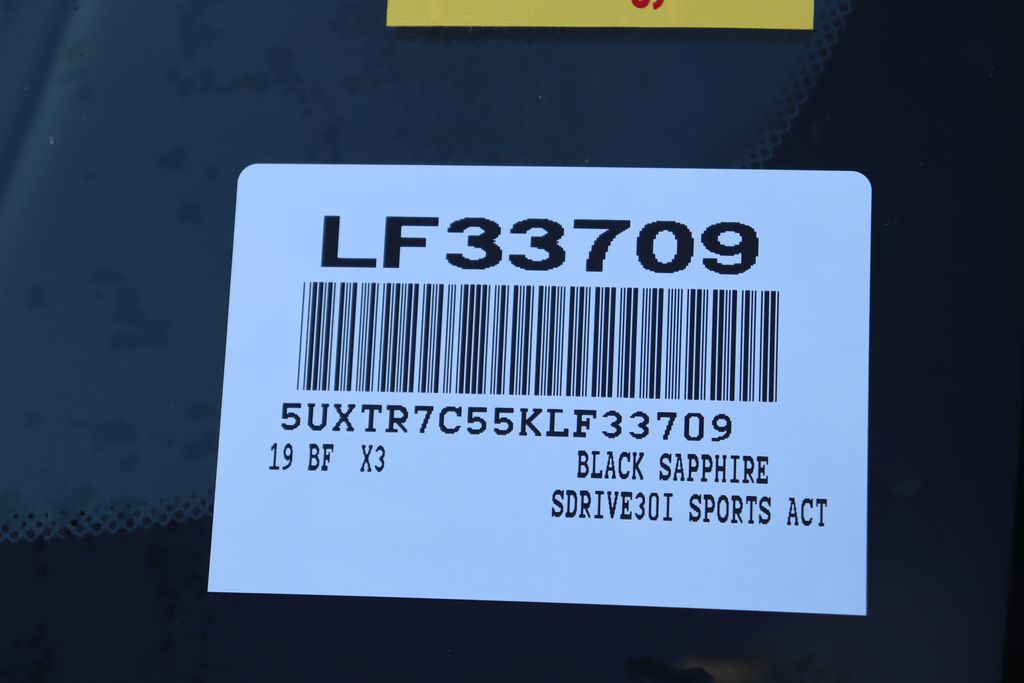 LF33709
5UXTR7C55KLF33709
19 BF X3 BLACK SAPPHIRE
SDRIVE30I SPORTS ACT